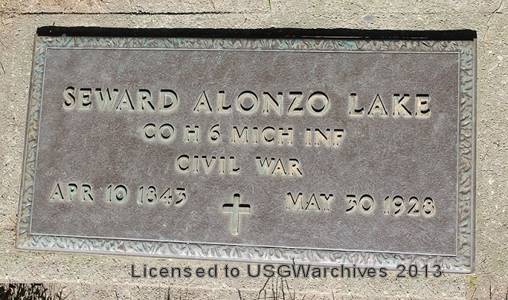 SEWARD ALONZO LAKE
CO H 6 MICH INF
CIVIL WAR
APR 10 1843 MAY 30 1928
Licensed to USGWarchives 2013